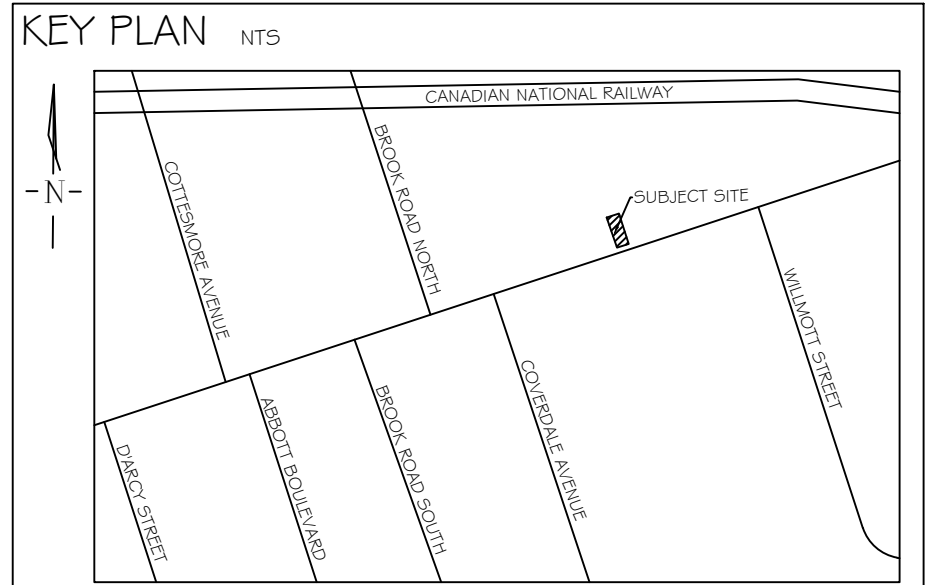 KEY PLAN NTS
CANADIAN NATIONAL RAILWAY
-N-
COTTESMORE AVENUE
BROOK ROAD NORTH
SUBJECT SITE
WILLMOTT STREET
D'ARCY STREET
ABBOTT BOULEVARD
BROOK ROAD SOUTH
COVERDALE AVENUE